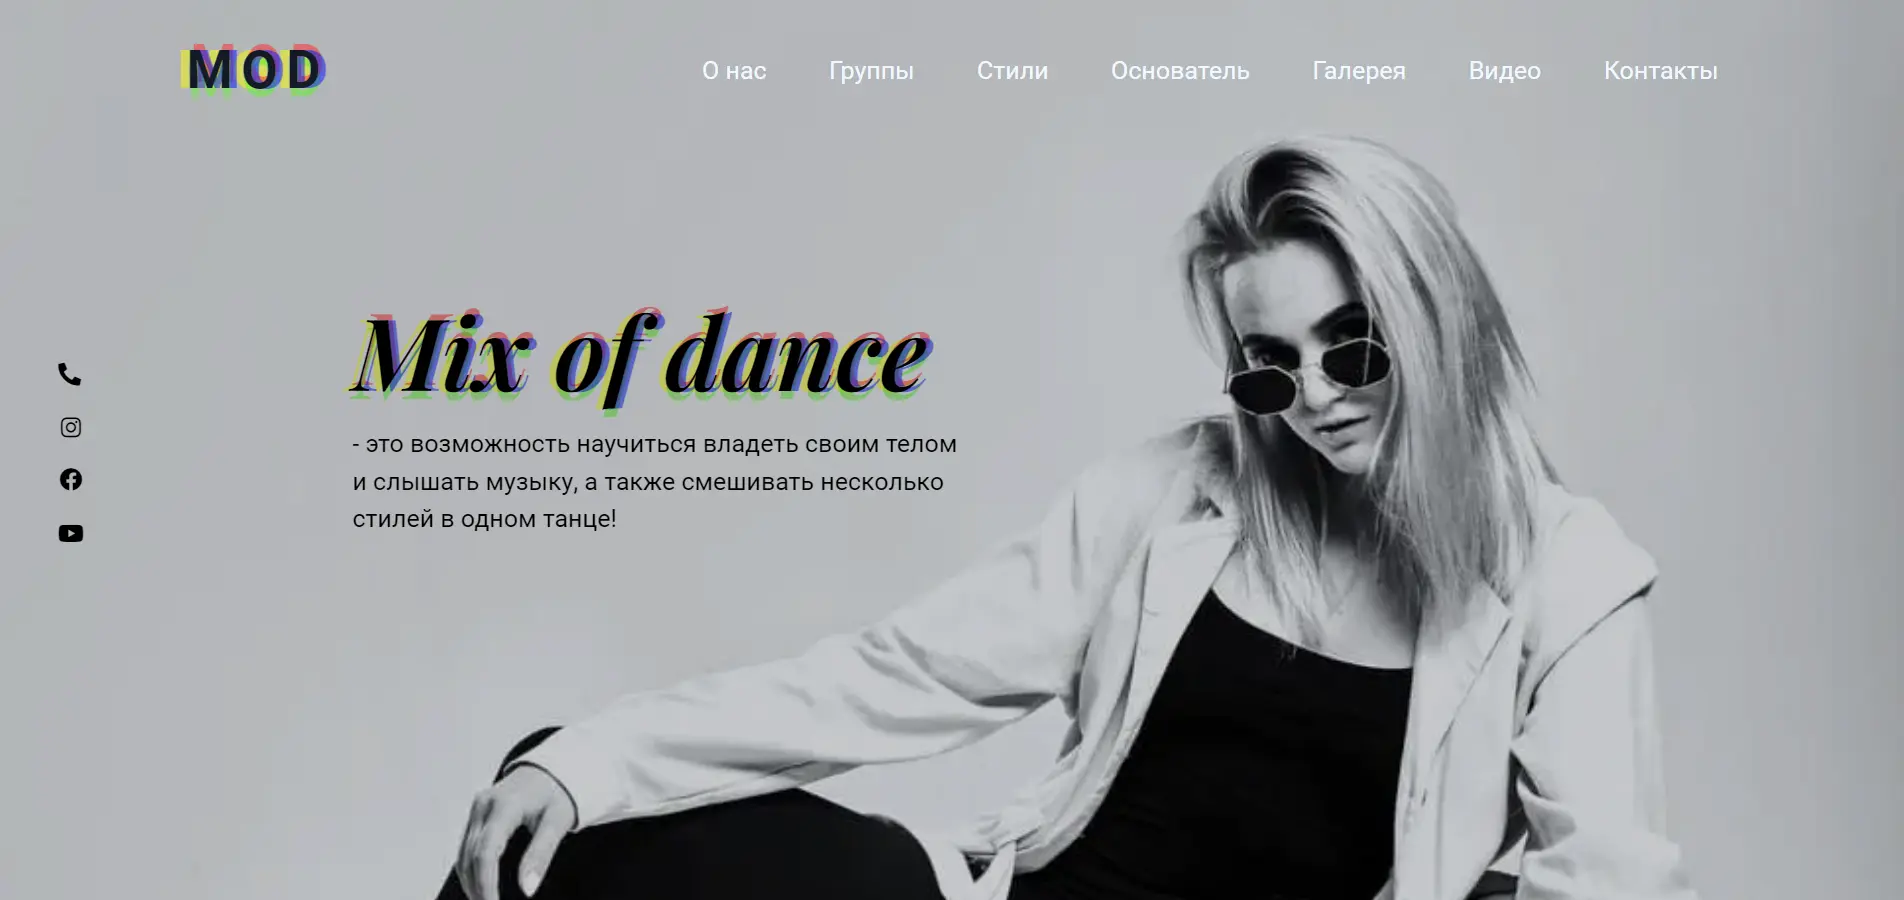 MOD
О нас
Группы
Стили
Основатель
Галерея
Видео
Контакты
Mix of dance
- это возможность научиться владеть своим телом
и слышать музыку, а также смешивать несколько
стилей в одном танце!